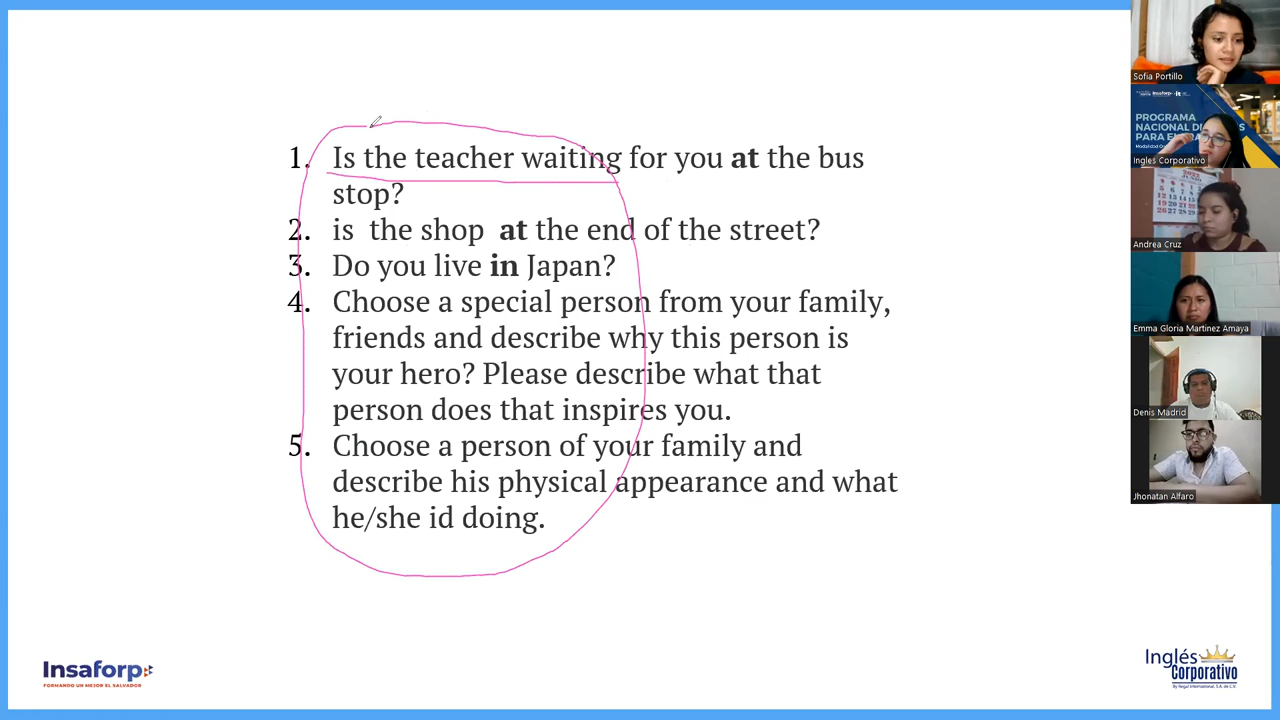 1. Is the teacher waiting for you at the bus
stop?
2. is the shop at the end of the street?
3. Do you live in Japan?
4. Choose a special person from your family,
friends and describe why this person is
your hero? Please describe what that
person does that inspires you.
5. Choose a person of your family and
describe his physical appearance and what
he/she id doing.
Insaforp
FORMANDO UN MEJOR EL SALVADOR
Inglés
Corporativo
Sofia Portillo
PROGRAMA
NACIONAL DE
PARA EL
Ingles Corporativo
2022
Andrea Cruz
Emma Gloria Martinez Amaya
Denis Madrid
Jhonatan Alfaro